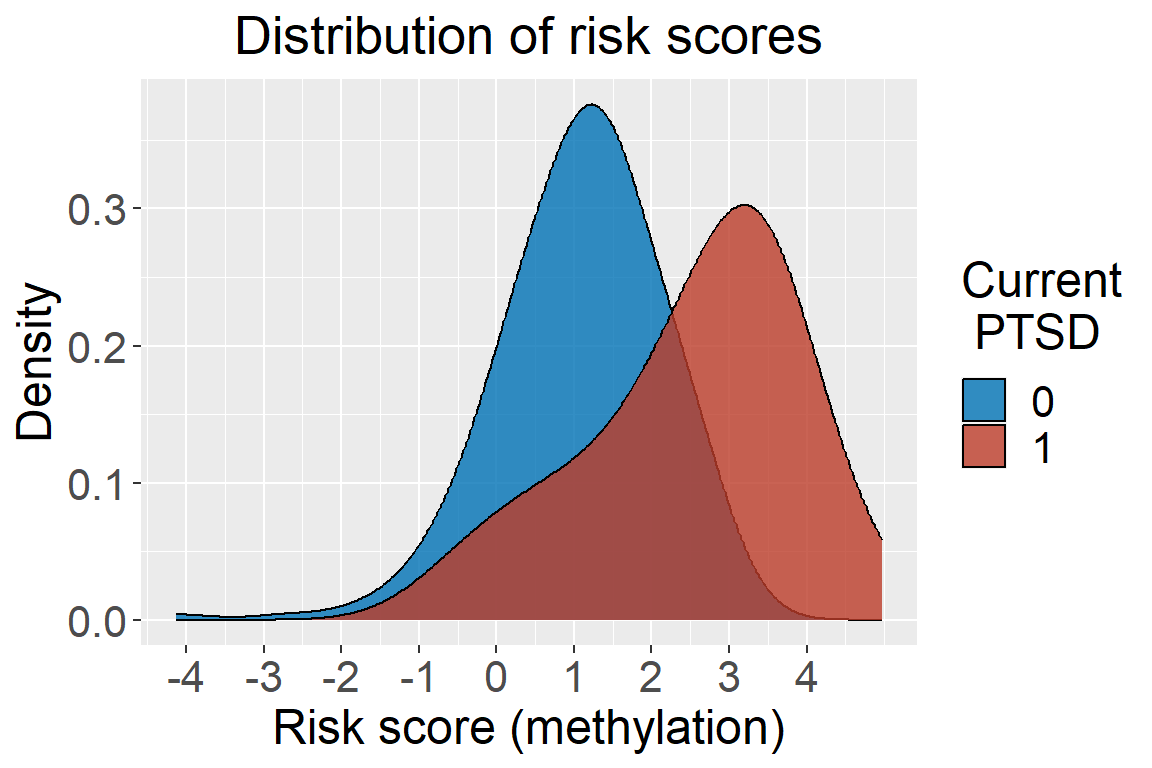 Distribution of risk scores
Density
0.3
0.2
0.1
0.0
-4 -3 -2 -1 0 1 2 3 4
Risk score (methylation)
Current
PTSD
0
1